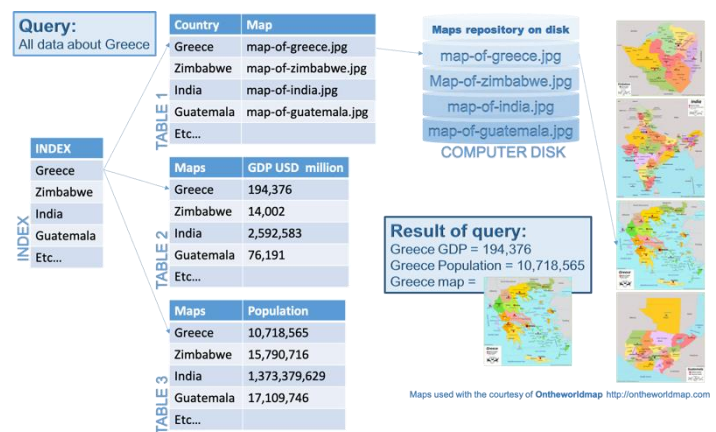 Query:
All data about Greece
INDEX
INDEX
Greece
Zimbabwe
India
Guatemala
Etc...
TABLE 1
Country Map
Greece map-of-greece.jpg
Zimbabwe map-of-zimbabwe.jpg
India map-of-india.jpg
Guatemala map-of-guatemala.jpg
Etc...
TABLE 2
Maps GDP USD million
Greece 194,376
Zimbabwe 14,002
India 2,592,583
Guatemala 76,191
Etc...
TABLE 3
Maps Population
Greece 10,718,565
Zimbabwe 15,790,716
India 1,373,379,629
Guatemala 17,109,746
Etc...
Maps repository on disk
map-of-greece.jpg
Map-of-zimbabwe.jpg
map-of-india.jpg
map-of-guatemala.jpg
COMPUTER DISK
Result of query:
Greece GDP = 194,376
Greece Population = 10,718,565
Greece map =
Maps used with the courtesy of Ontheworldmap http://ontheworldmap.com